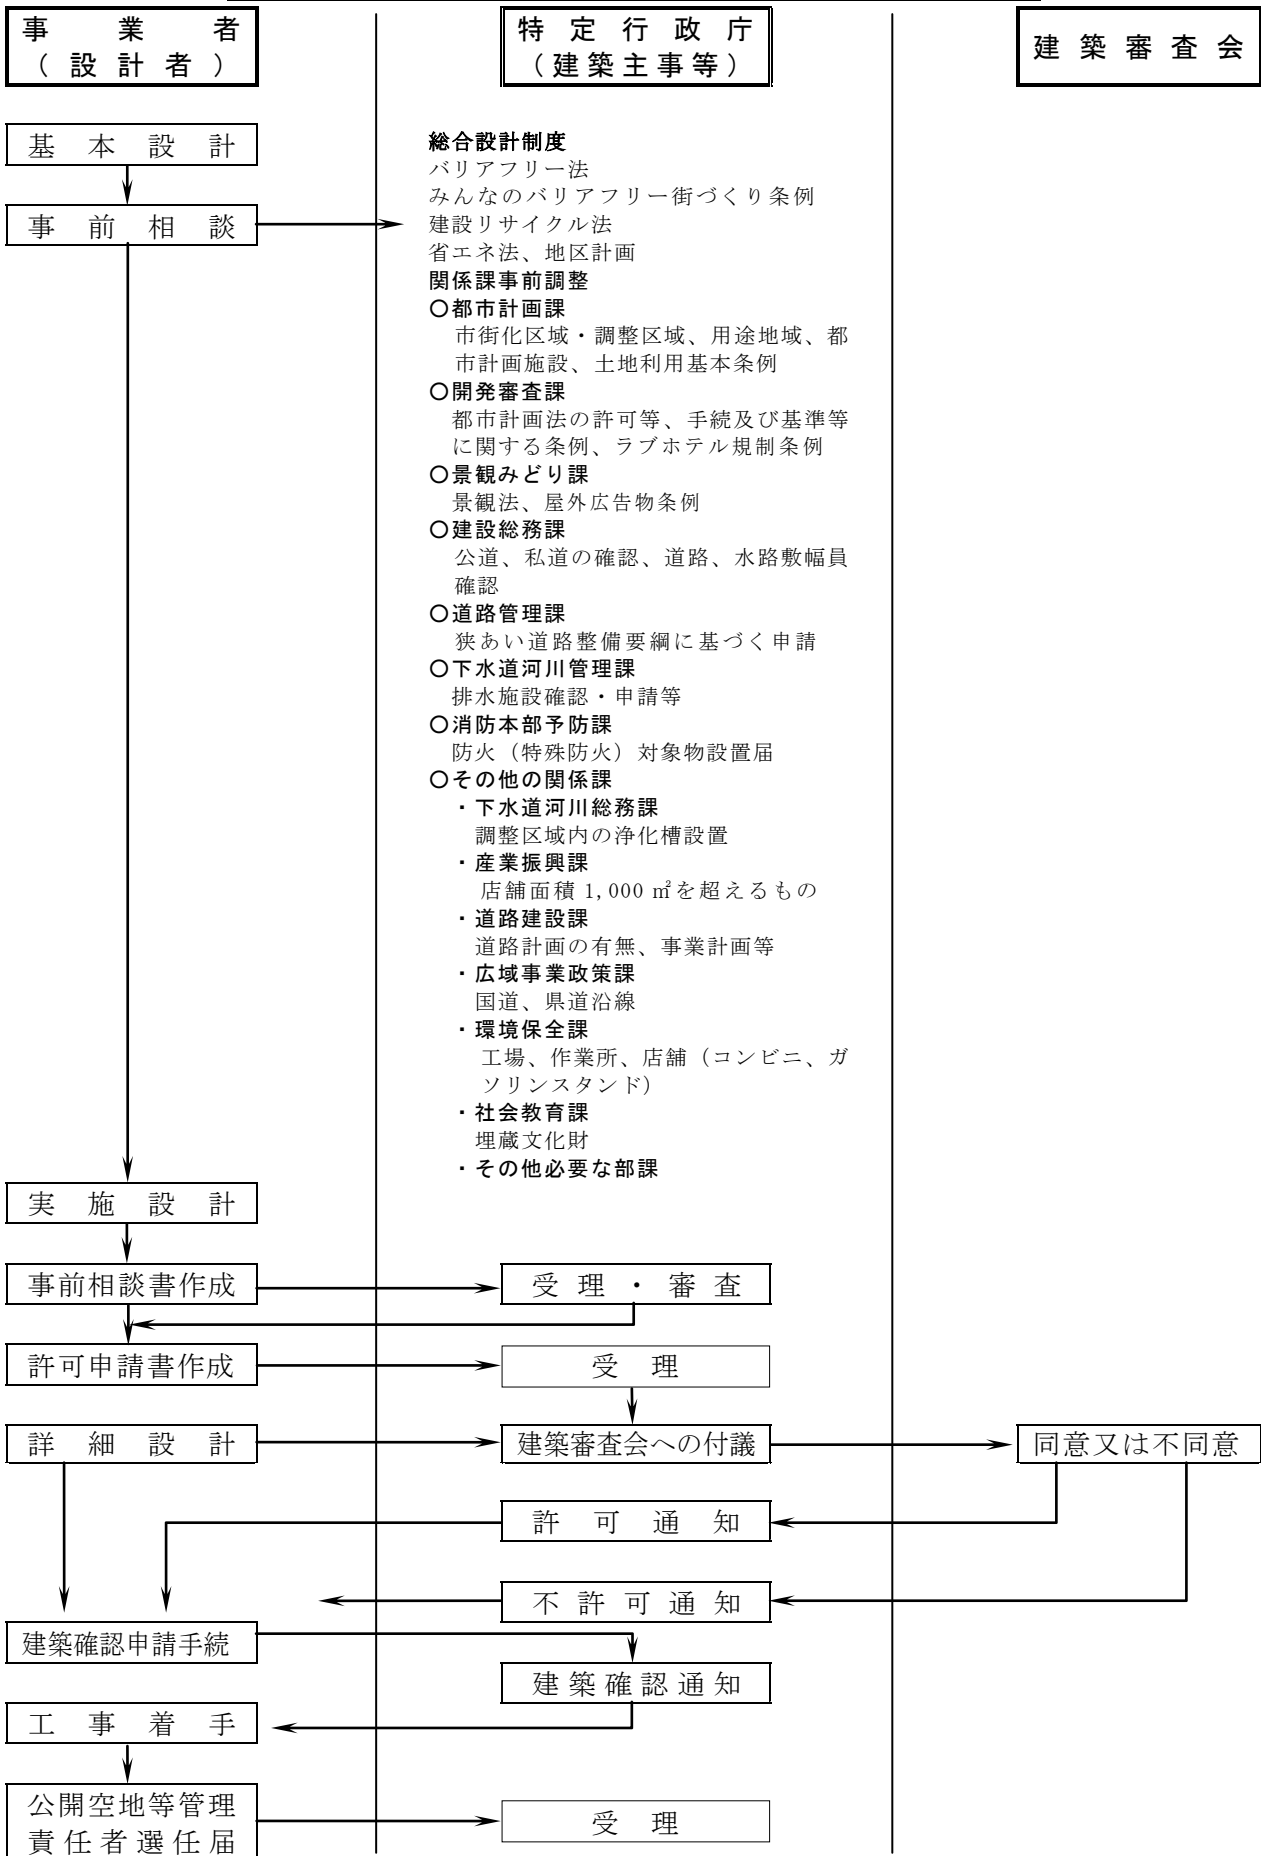 事業者
（設計者）
特定行政庁
（建築主事等）
建築審査会
基本設計
事前相談
総合設計制度
バリアフリー法
みんなのバリアフリー街づくり条例
建設リサイクル法
省エネ法、地区計画
関係課事前調整
〇都市計画課
市街化区域・調整区域、用途地域、都
市計画施設、土地利用基本条例
〇開発審査課
都市計画法の許可等、手続及び基準等
に関する条例、ラブホテル規制条例
〇景観みどり課
景観法、屋外広告物条例
〇建設総務課
公道、私道の確認、道路、水路敷幅員
確認
〇道路管理課
狭あい道路整備要綱に基づく申請
〇下水道河川管理課
排水施設確認・申請等
〇消防本部予防課
防火（特殊防火）対象物設置届
〇その他の関係課
・下水道河川総務課
調整区域内の浄化槽設置
・産業振興課
店舗面積 1,000 ㎡を超えるもの
・道路建設課
道路計画の有無、事業計画等
・広域事業政策課
国道、県道沿線
・環境保全課
工場、作業所、店舗（コンビニ、ガ
ソリンスタンド）
・社会教育課
埋蔵文化財
・その他必要な部課
実施設計
事前相談書作成
受理・審査
許可申請書作成
受理
詳細設計
建築審査会への付議
同意又は不同意
許可通知
不許可通知
建築確認申請手続
建築確認通知
工事着手
公開空地等管理
責任者選任届
受理